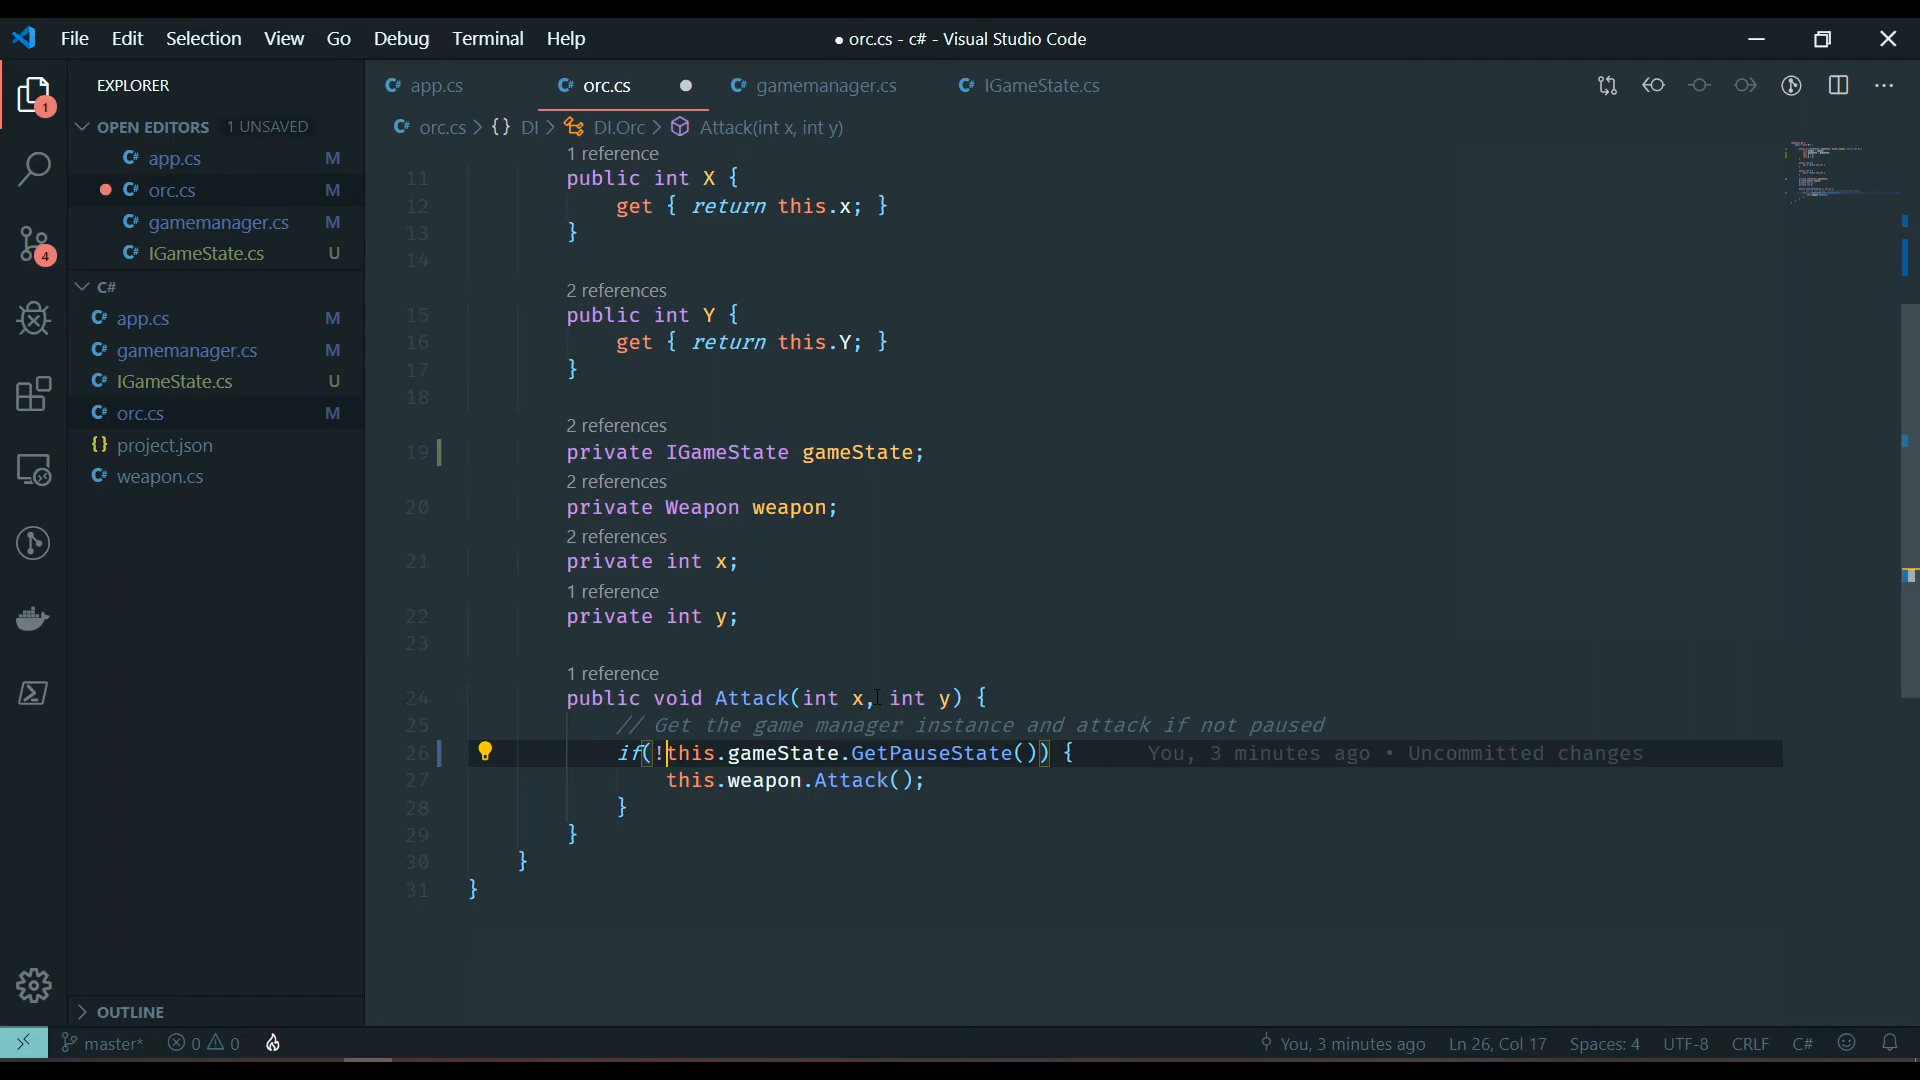 File Edit Selection View Go Debug Terminal Help
● orc.cs - c# - Visual Studio Code
EXPLORER
OPEN EDITORS 1 UNSAVED
app.cs M
orc.cs M
gamemanager.cs M
IGameState.cs U
C#
app.cs M
gamemanager.cs M
IGameState.cs U
orc.cs M
{} project.json
weapon.cs
OUTLINE
1
4
app.cs orc.cs gamemanager.cs IGameState.cs
orc.cs > {} DI > DI.Orc > Attack(int x, int y)
1 reference
11 public int X {
12 get { return this.x; }
13 }
14
2 references
15 public int Y {
16 get { return this.Y; }
17 }
18
2 references
19 private IGameState gameState;
2 references
20 private Weapon weapon;
2 references
21 private int x;
1 reference
22 private int y;
23
1 reference
24 public void Attack(int x, int y) {
25 // Get the game manager instance and attack if not paused
26 if(!this.gameState.GetPauseState()) { You, 3 minutes ago • Uncommitted changes
27 this.weapon.Attack();
28 }
29 }
30 }
31 }
master* 0 0 You, 3 minutes ago Ln 26, Col 17 Spaces: 4 UTF-8 CRLF C#